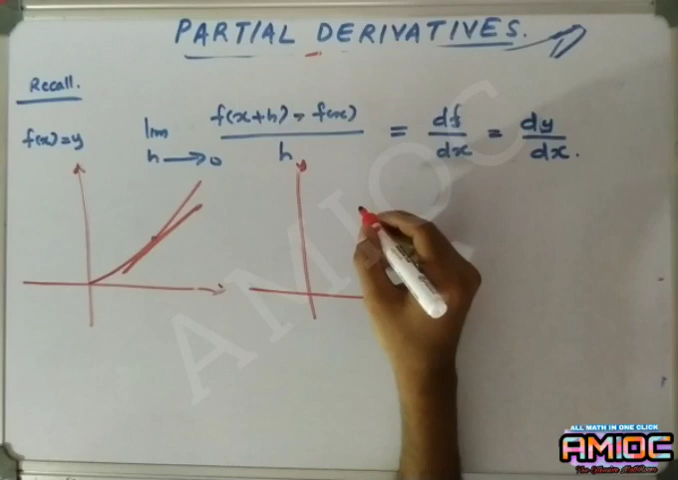 PARTIAL DERIVATIVES.
Recall.
f(x)=y lim h→0 f(x+h) - f(x) / h = df/dx = dy/dx.
AMIOC
ALL MATH IN ONE CLICK
AMIOC